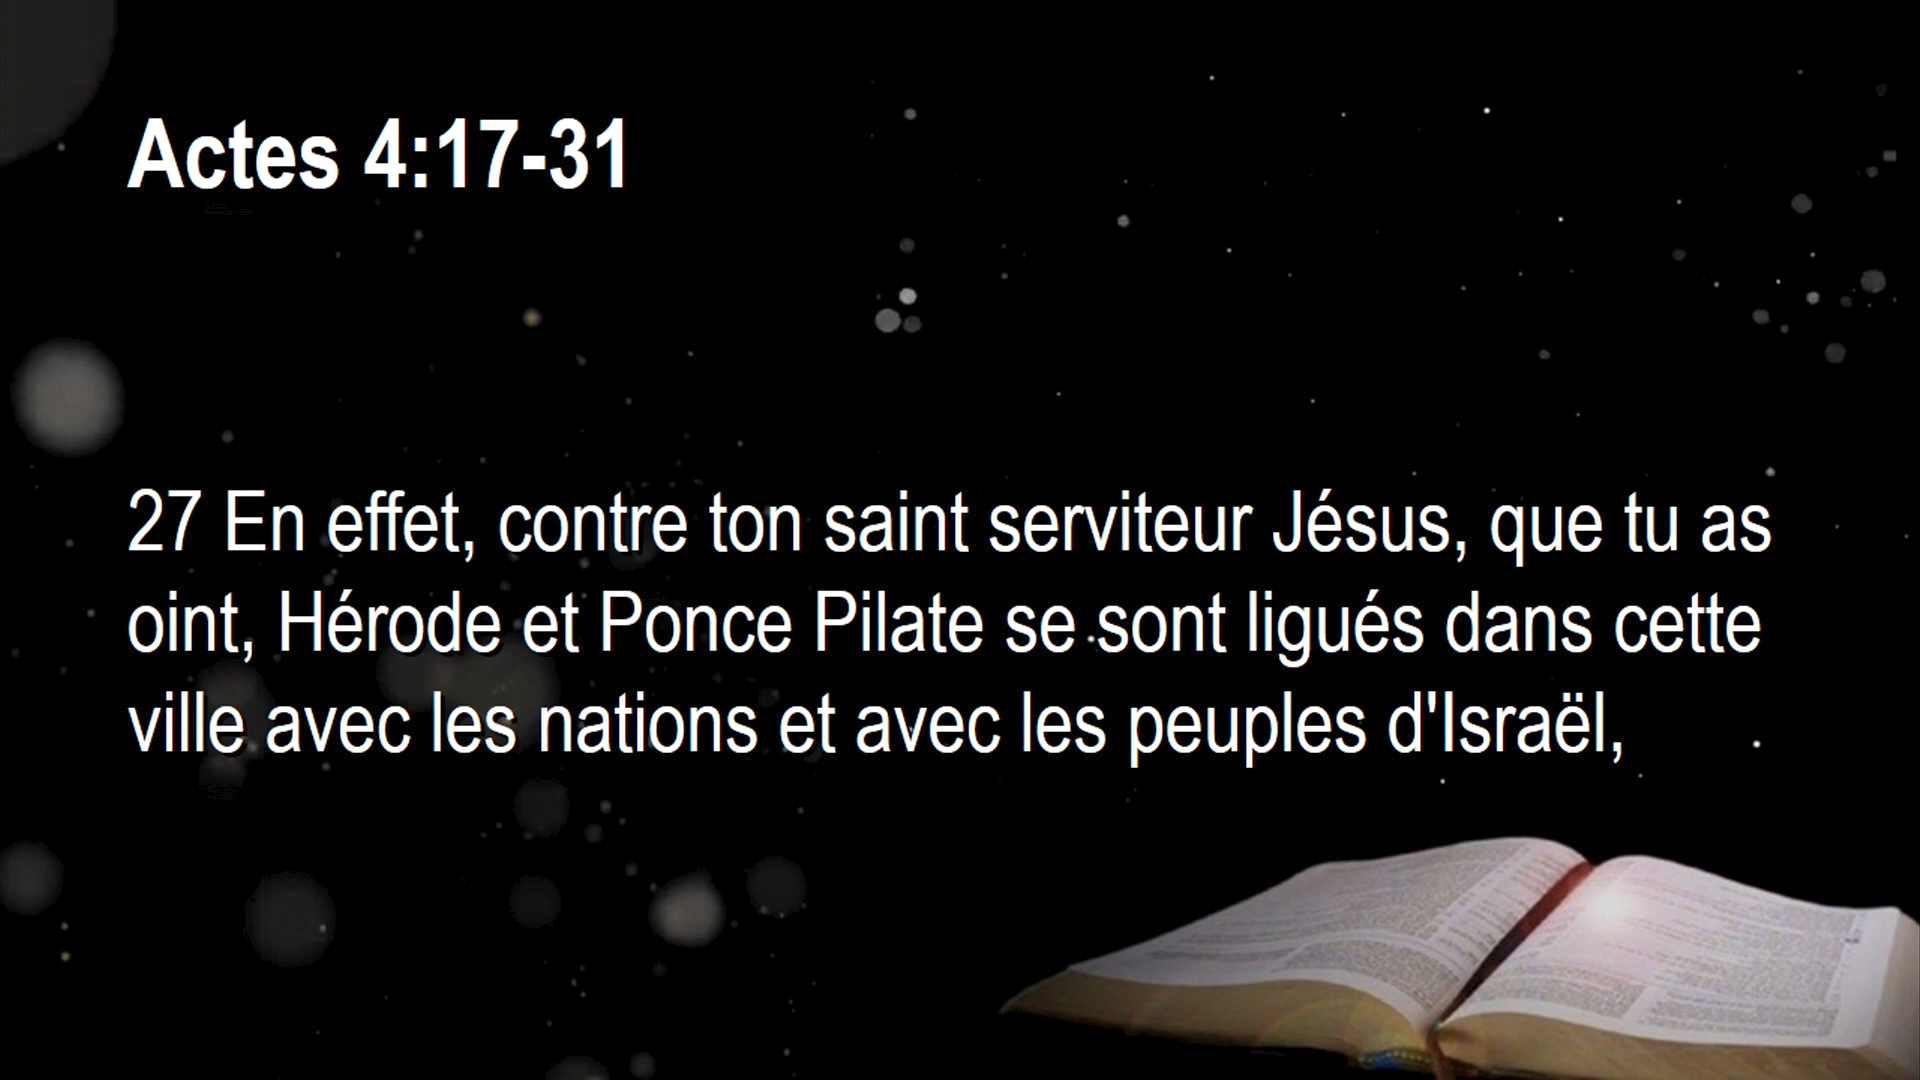 Actes 4:17-31
27 En effet, contre ton saint serviteur Jésus, que tu as
oint, Hérode et Ponce Pilate se sont ligués dans cette
ville avec les nations et avec les peuples d'Israël,